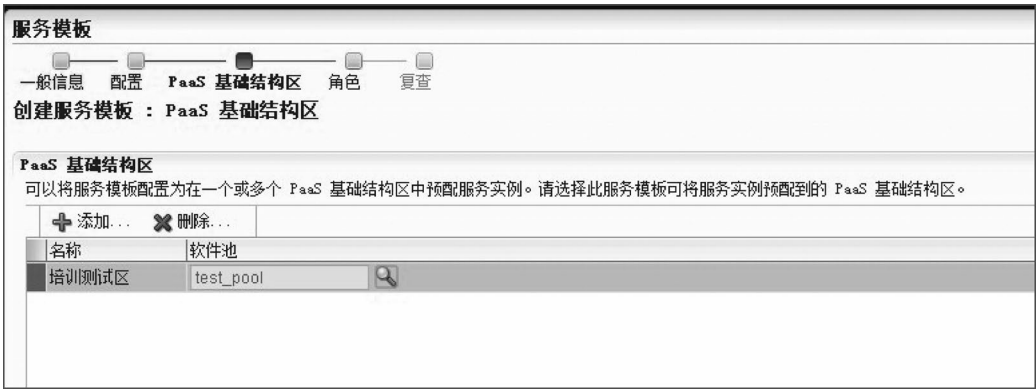 服务模板
一般信息 配置 PaaS 基础结构区 角色 复查
创建服务模板 : PaaS 基础结构区
PaaS 基础结构区
可以将服务模板配置为在一个或多个 PaaS 基础结构区中预配服务实例。请选择此服务模板可将服务实例预配到的 PaaS 基础结构区。
添加... 删除...
名称 软件池
培训测试区 test_pool